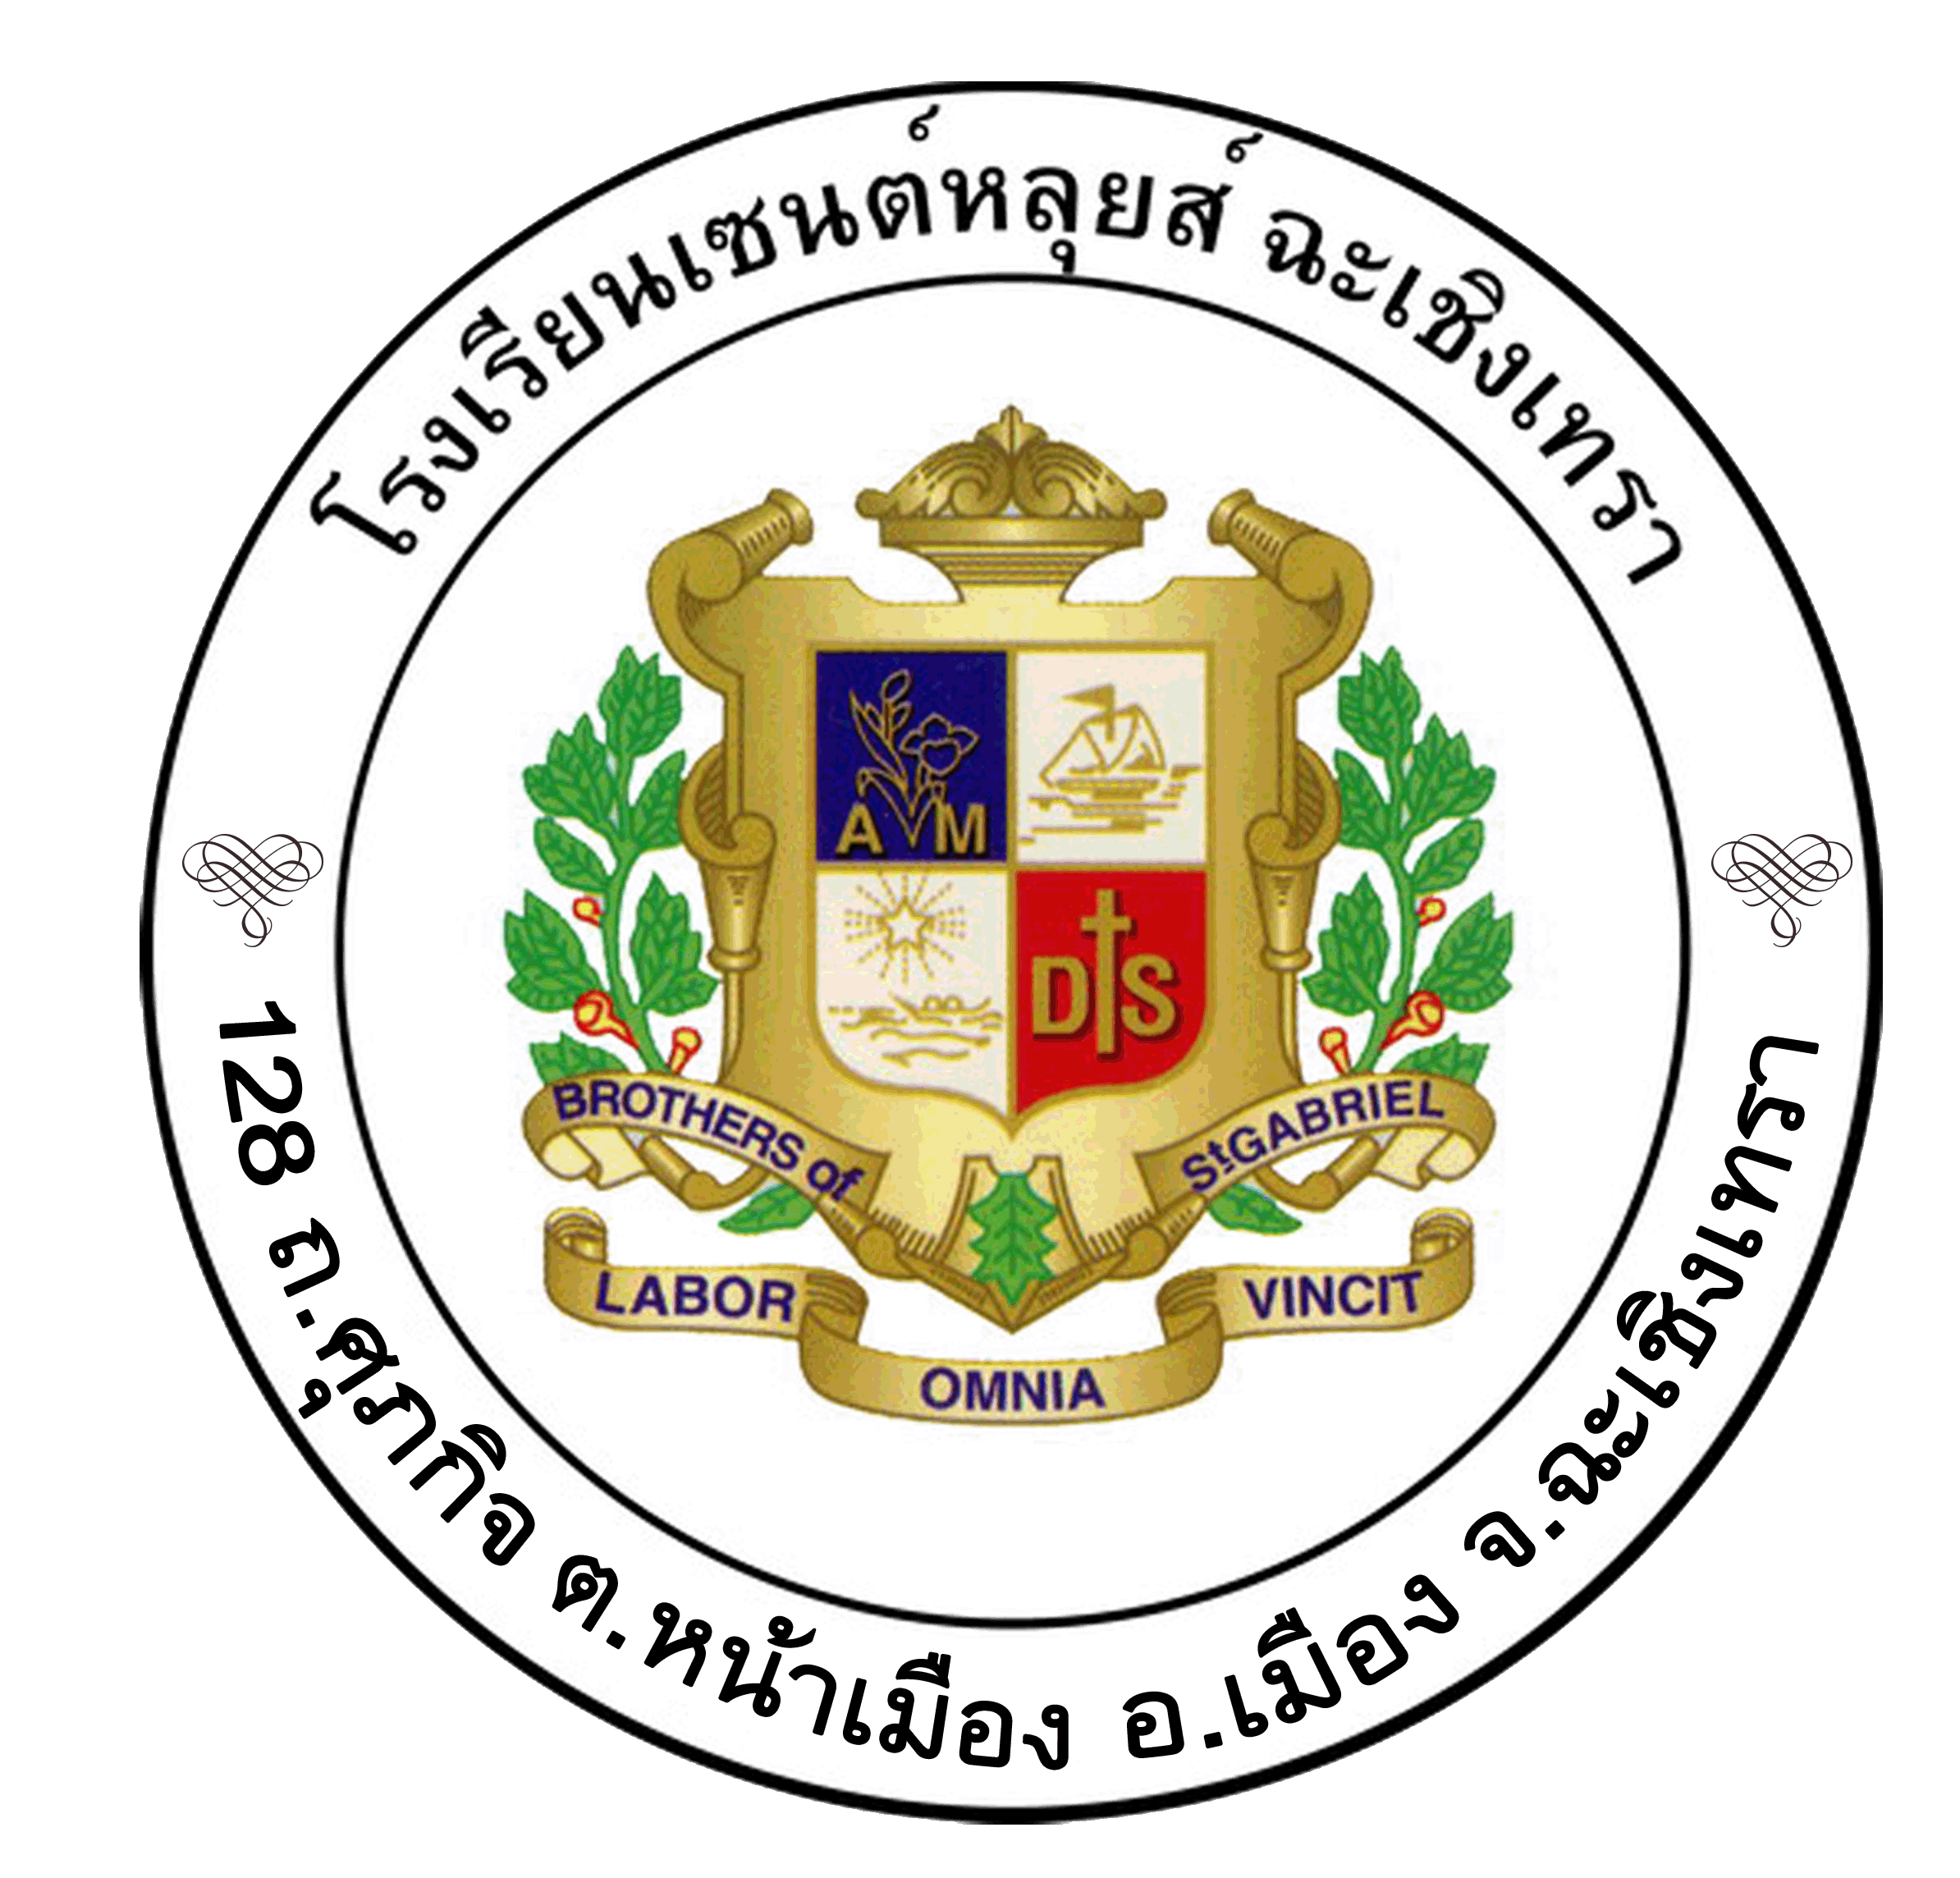 โรงเรียนเซนต์หลุยส์ ฉะเชิงเทรา
A M
D S
BROTHERS of St GABRIEL
LABOR OMNIA VINCIT
128 ถ.ศุภกิจ ต.หน้าเมือง อ.เมือง จ.ฉะเชิงเทรา